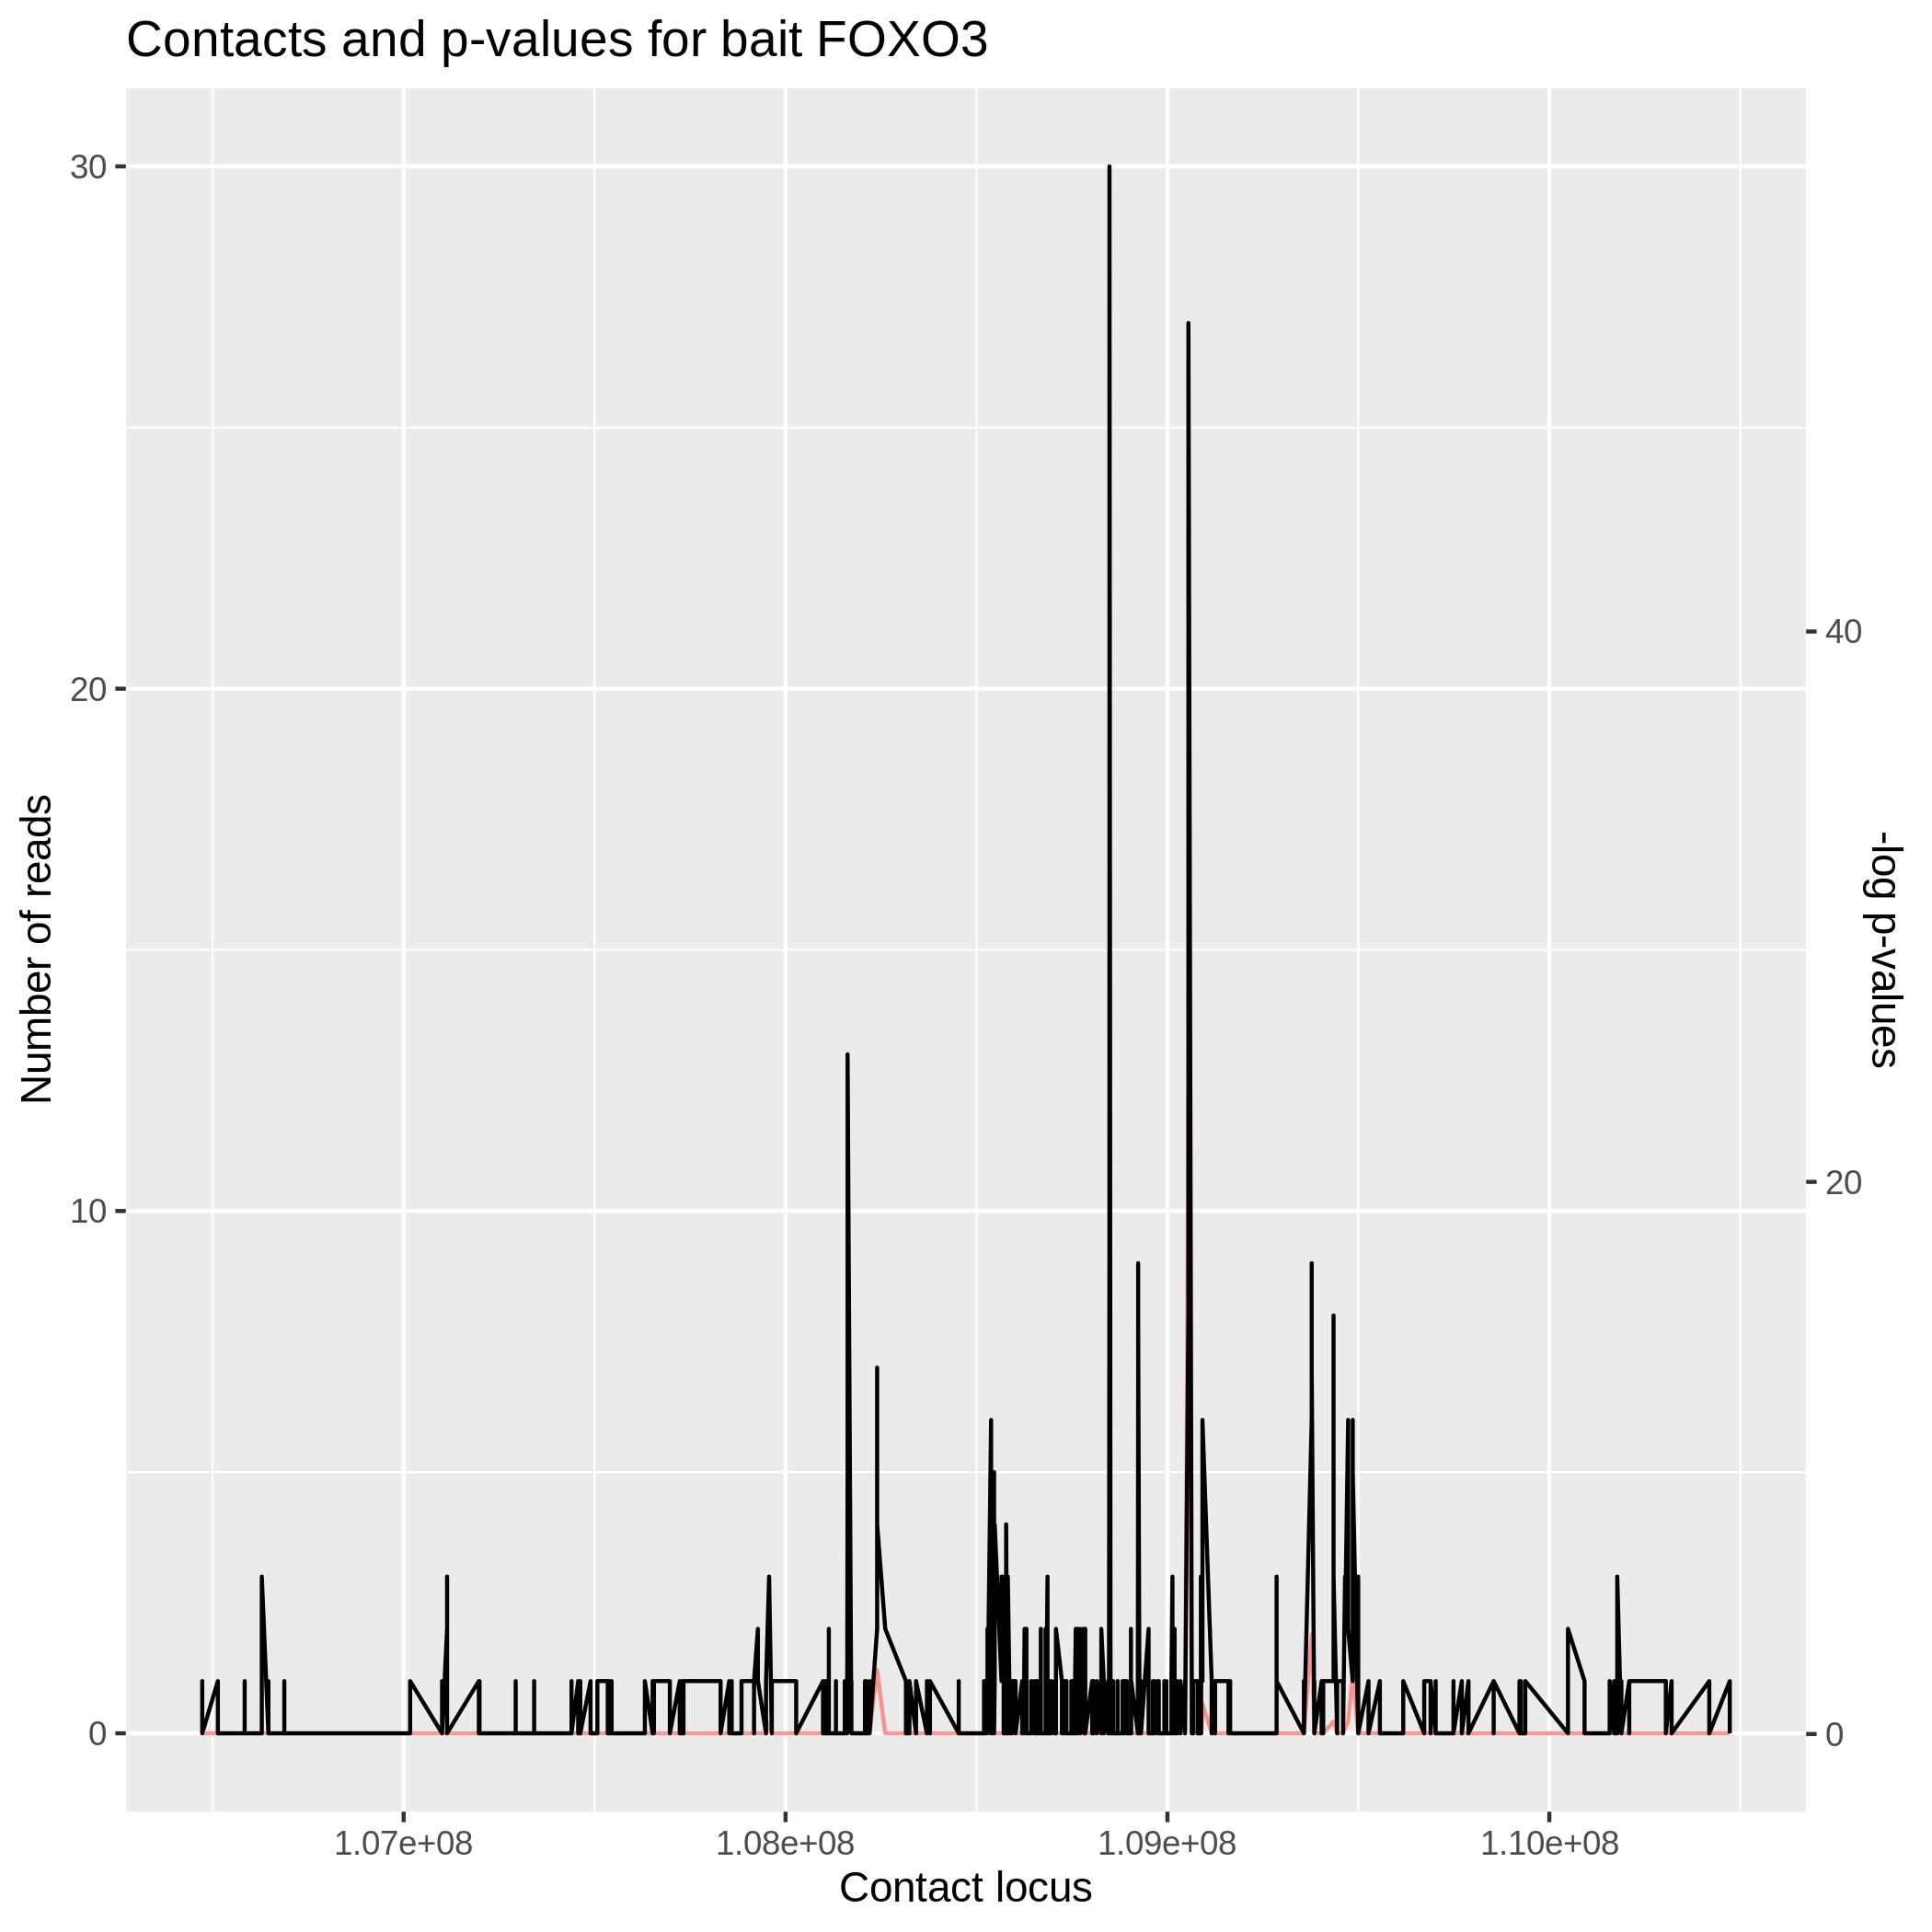 Contacts and p-values for bait FOXO3
30
20
10
0
Number of reads
40
20
0
-log p-values
1.07e+08
1.08e+08
1.09e+08
1.10e+08
Contact locus